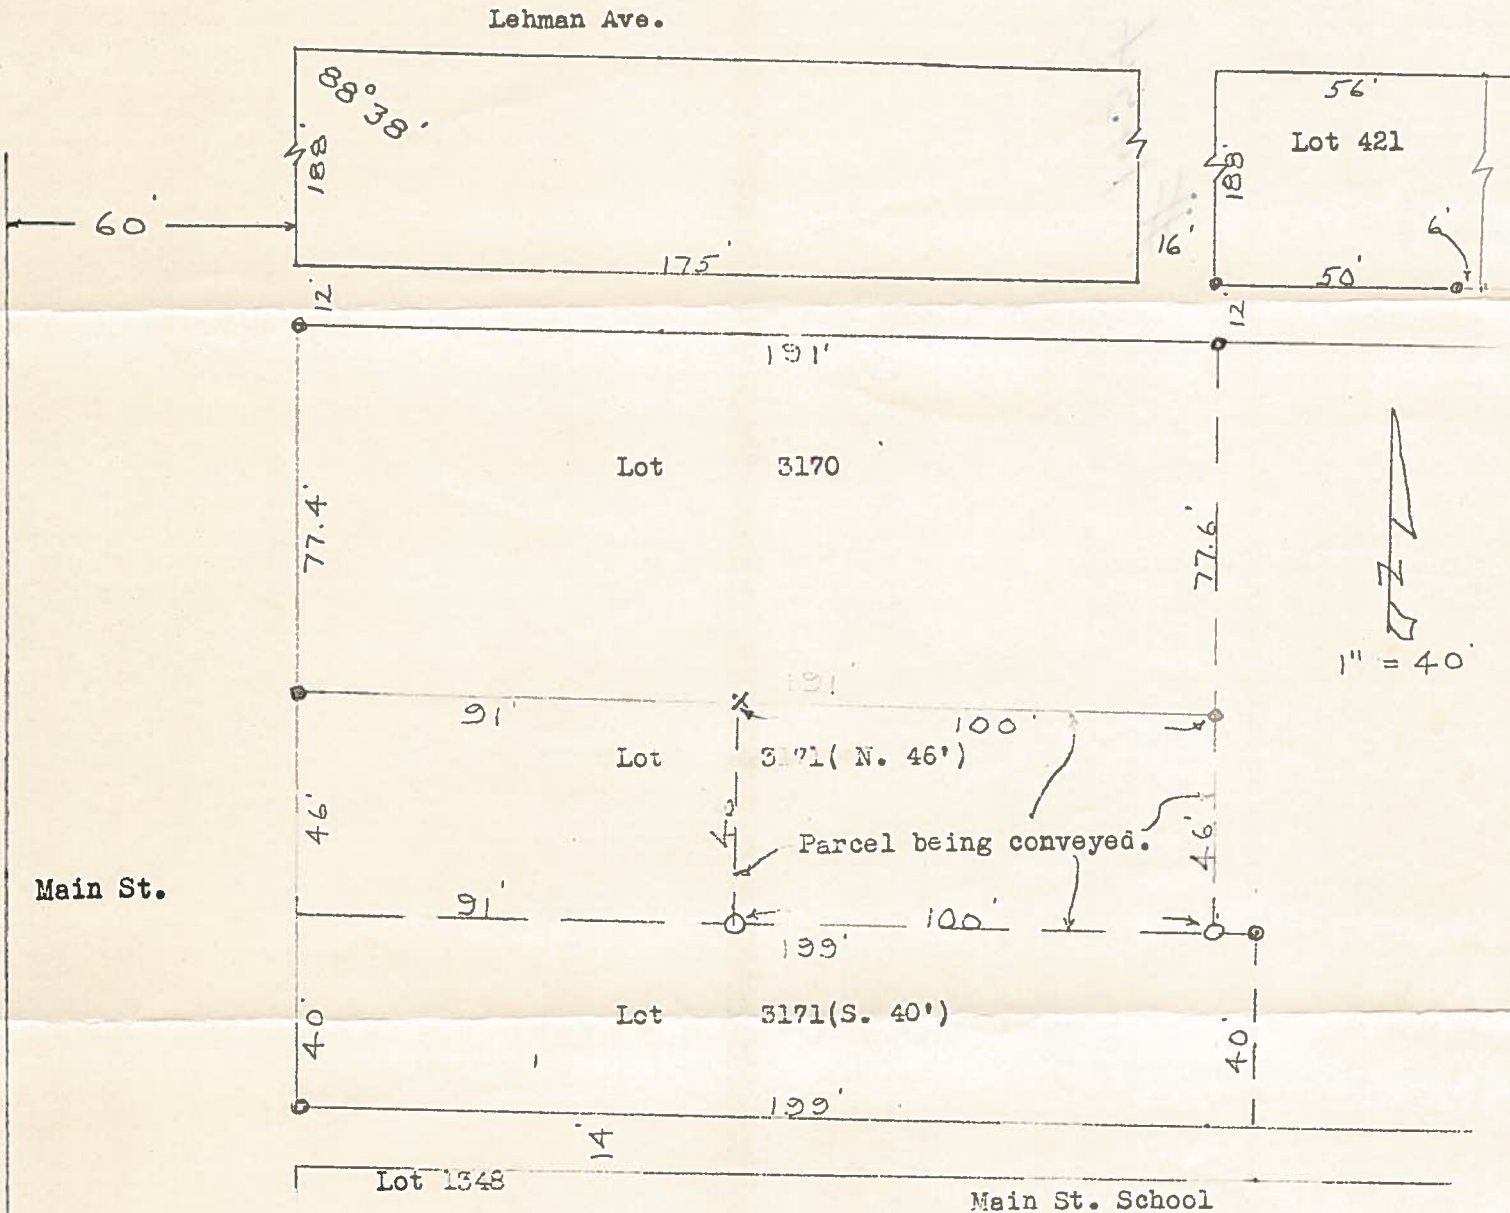 Lehman Ave.
88°38'
56'
Lot 421
188'
188'
60'
6'
16'
175'
50'
12'
12'
191'
Lot 3170
77.4'
77.6'
N
1" = 40'
191'
91'
100'
Lot 3171( N. 46')
46'
46'
Parcel being conveyed.
Main St.
91'
100'
199'
Lot 3171(S. 40')
40'
40'
199'
14'
Lot 1348
Main St. School